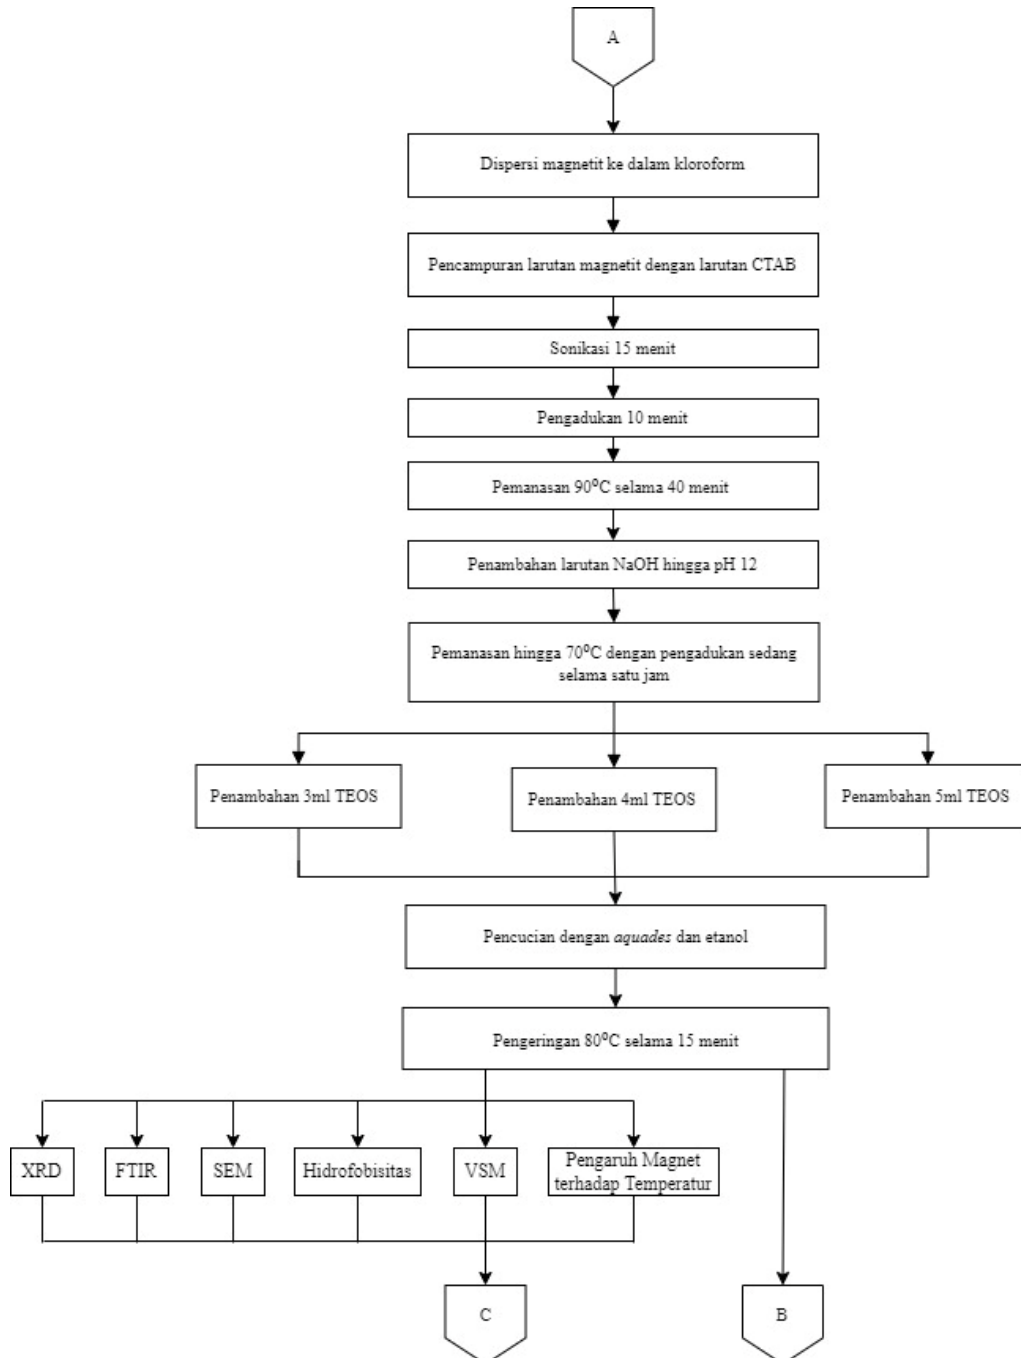 A
Dispersi magnetit ke dalam kloroform
Pencampuran larutan magnetit dengan larutan CTAB
Sonikasi 15 menit
Pengadukan 10 menit
Pemanasan 90⁰C selama 40 menit
Penambahan larutan NaOH hingga pH 12
Pemanasan hingga 70⁰C dengan pengadukan sedang
selama satu jam
Penambahan 3ml TEOS
Penambahan 4ml TEOS
Penambahan 5ml TEOS
Pencucian dengan aquades dan etanol
Pengeringan 80⁰C selama 15 menit
XRD
FTIR
SEM
Hidrofobisitas
VSM
Pengaruh Magnet
terhadap Temperatur
C
B